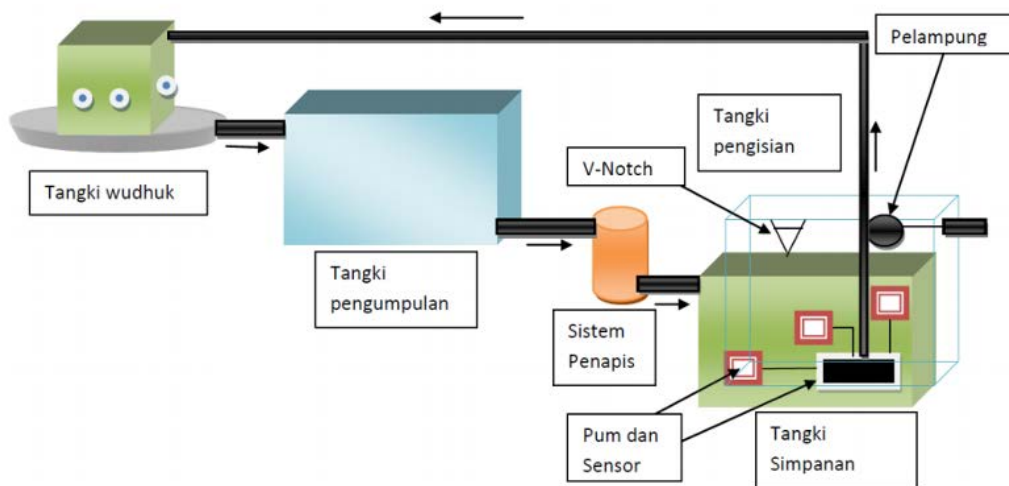 Pelampung
Tangki
pengisian
V-Notch
Tangki wudhuk
Tangki
pengumpulan
Sistem
Penapis
Pum dan
Sensor
Tangki
Simpanan